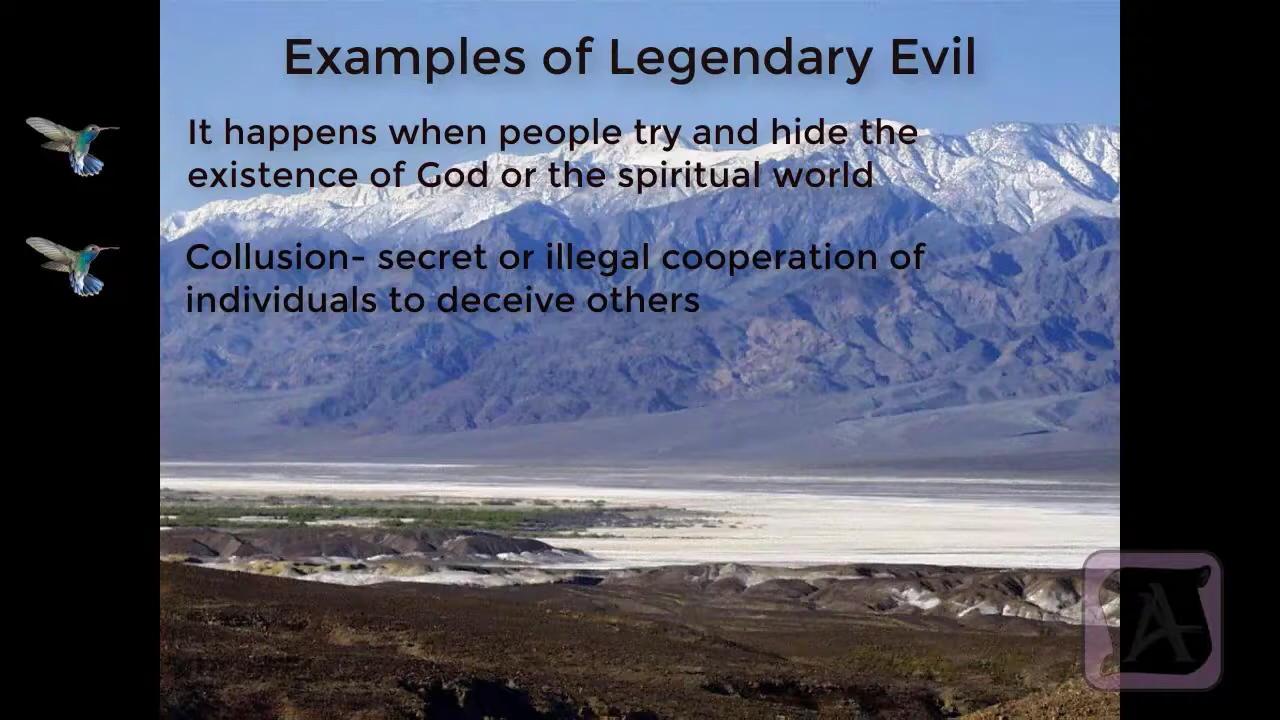 Examples of Legendary Evil
It happens when people try and hide the
existence of God or the spiritual world
Collusion- secret or illegal cooperation of
individuals to deceive others
A